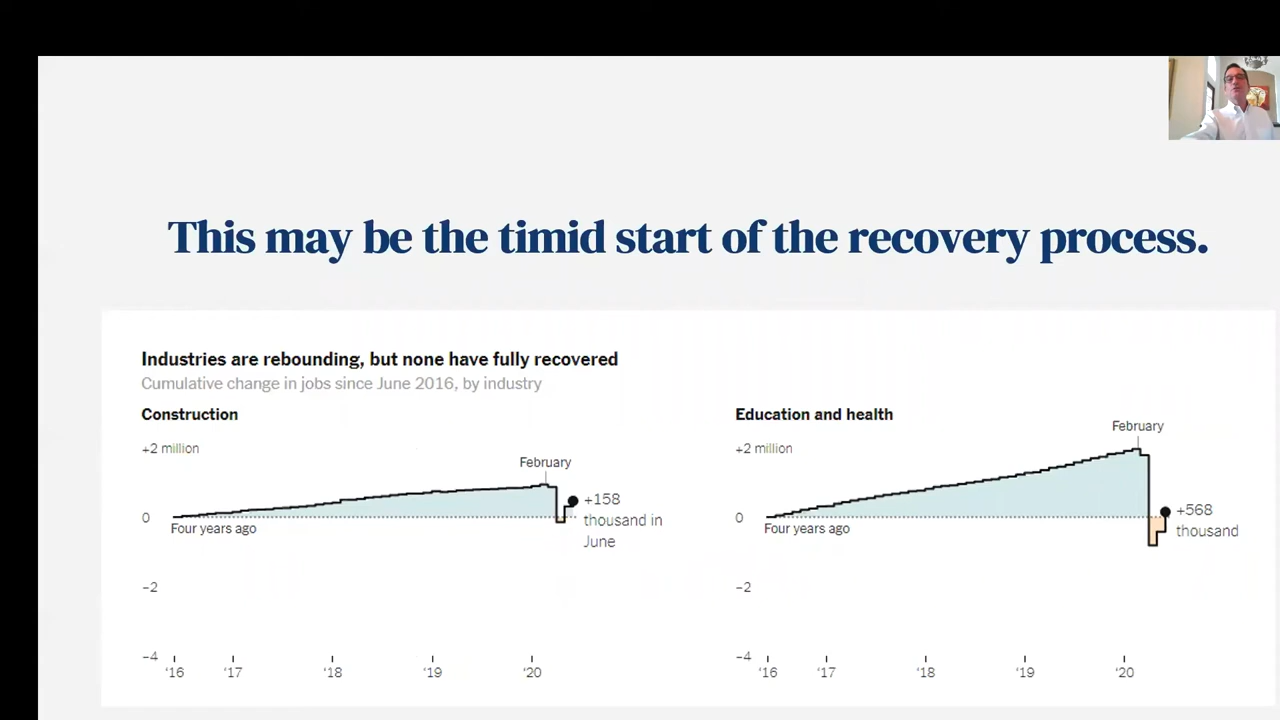 This may be the timid start of the recovery process.
Industries are rebounding, but none have fully recovered
Cumulative change in jobs since June 2016, by industry
Construction
+2 million
February
+158
thousand in
June
0
Four years ago
–2
–4
‘16 ‘17 ‘18 ‘19 ‘20
Education and health
February
+2 million
+568
thousand
0
Four years ago
–2
–4
‘16 ‘17 ‘18 ‘19 ‘20